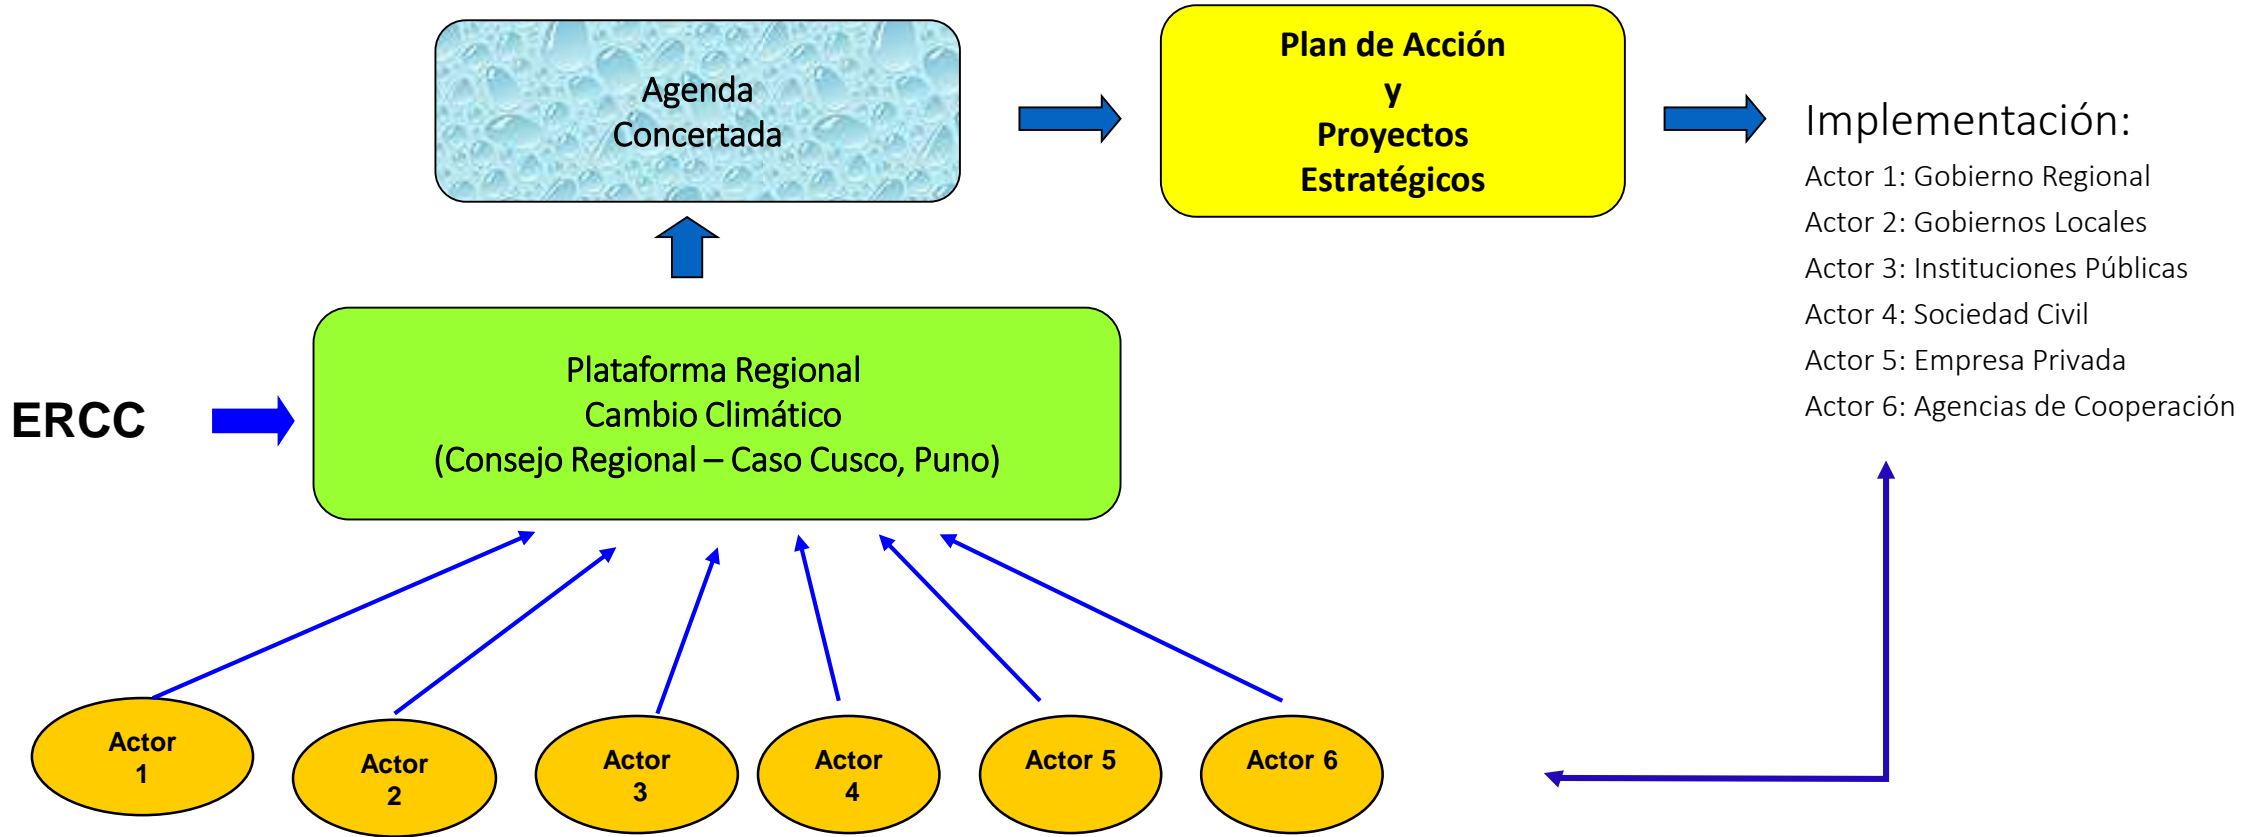 Agenda
Concertada
Plan de Acción
y
Proyectos
Estratégicos
Implementación:
Actor 1: Gobierno Regional
Actor 2: Gobiernos Locales
Actor 3: Instituciones Públicas
Actor 4: Sociedad Civil
Actor 5: Empresa Privada
Actor 6: Agencias de Cooperación
ERCC
Plataforma Regional
Cambio Climático
(Consejo Regional – Caso Cusco, Puno)
Actor
1
Actor
2
Actor
3
Actor
4
Actor 5
Actor 6